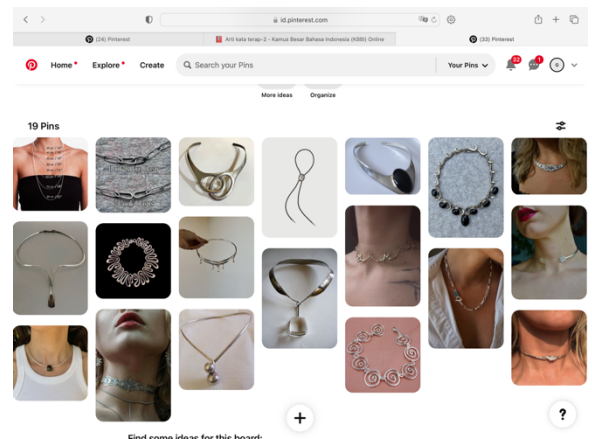 id.pinterest.com
(24) Pinterest
Arti kata terap-2 - Kamus Besar Bahasa Indonesia (KBBI) Online
(33) Pinterest
Home
Explore
Create
Search your Pins
Your Pins
More ideas
Organize
19 Pins
Find some ideas for this board:
?